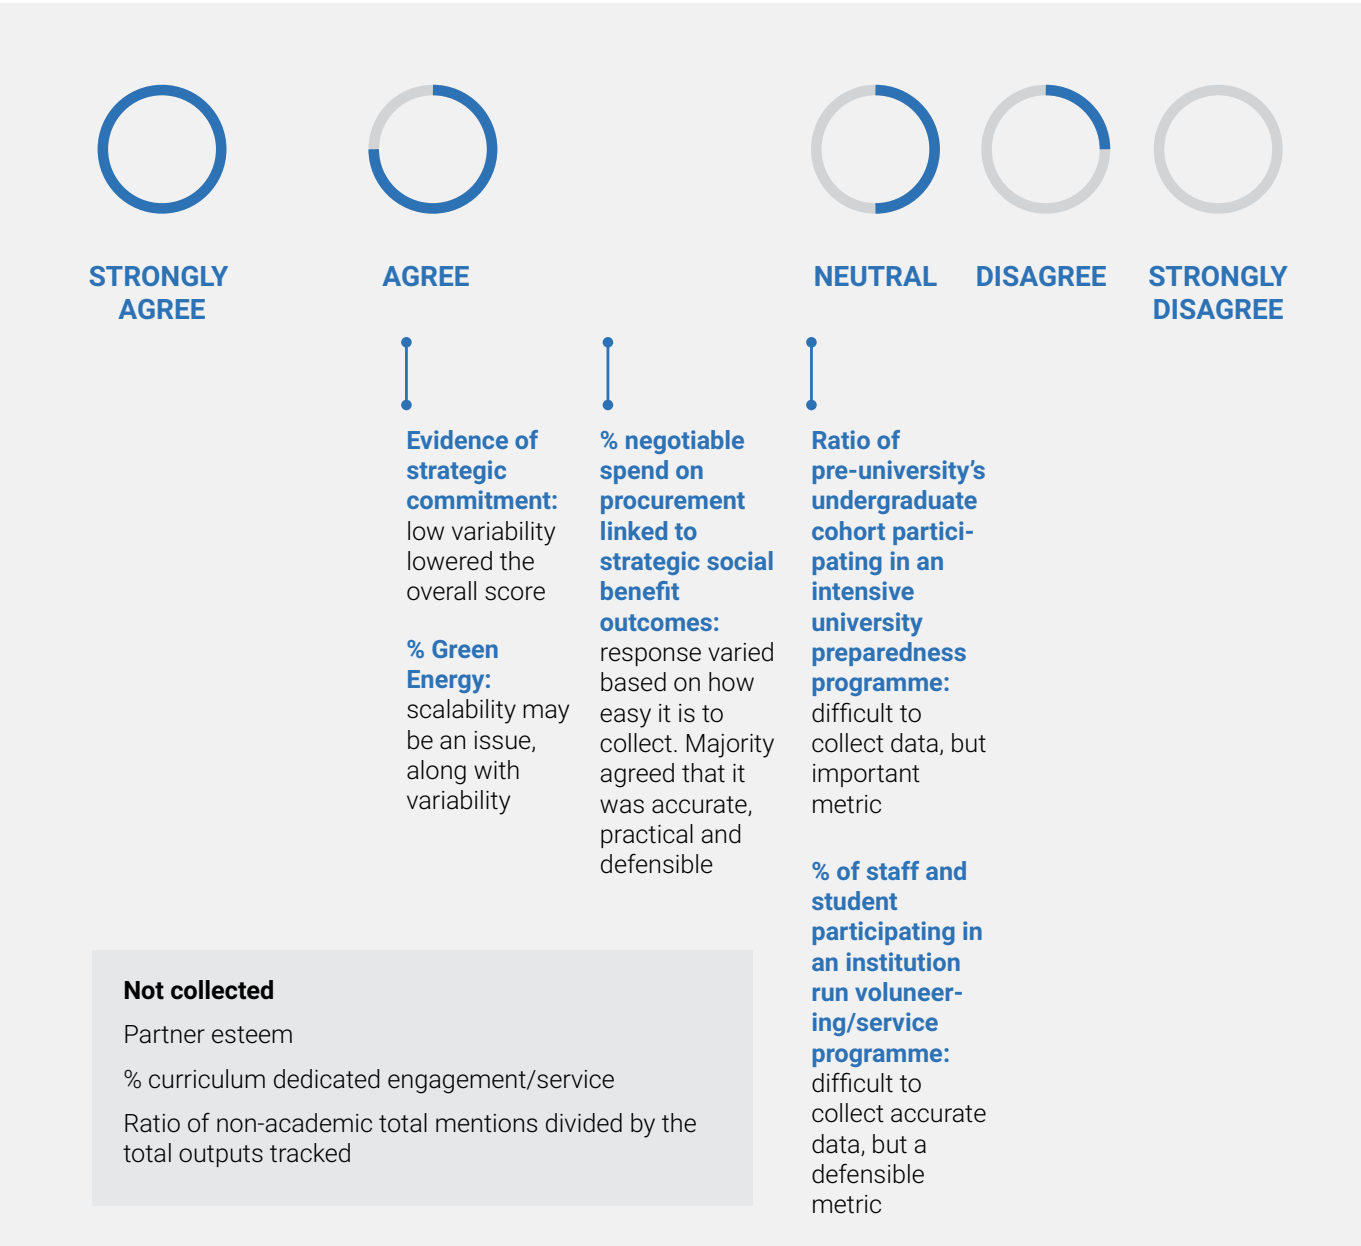 STRONGLY
AGREE
AGREE
NEUTRAL
DISAGREE
STRONGLY
DISAGREE
Evidence of
strategic
commitment:
low variability
lowered the
overall score
% Green
Energy:
scalability may
be an issue,
along with
variability
% negotiable
spend on
procurement
linked to
strategic social
benefit
outcomes:
response varied
based on how
easy it is to
collect. Majority
agreed that it
was accurate,
practical and
defensible
Ratio of
pre-university’s
undergraduate
cohort partici-
pating in an
intensive
university
preparedness
programme:
difficult to
collect data, but
important
metric
% of staff and
student
participating in
an institution
run voluneer-
ing/service
programme:
difficult to
collect accurate
data, but a
defensible
metric
Not collected
Partner esteem
% curriculum dedicated engagement/service
Ratio of non-academic total mentions divided by the
total outputs tracked